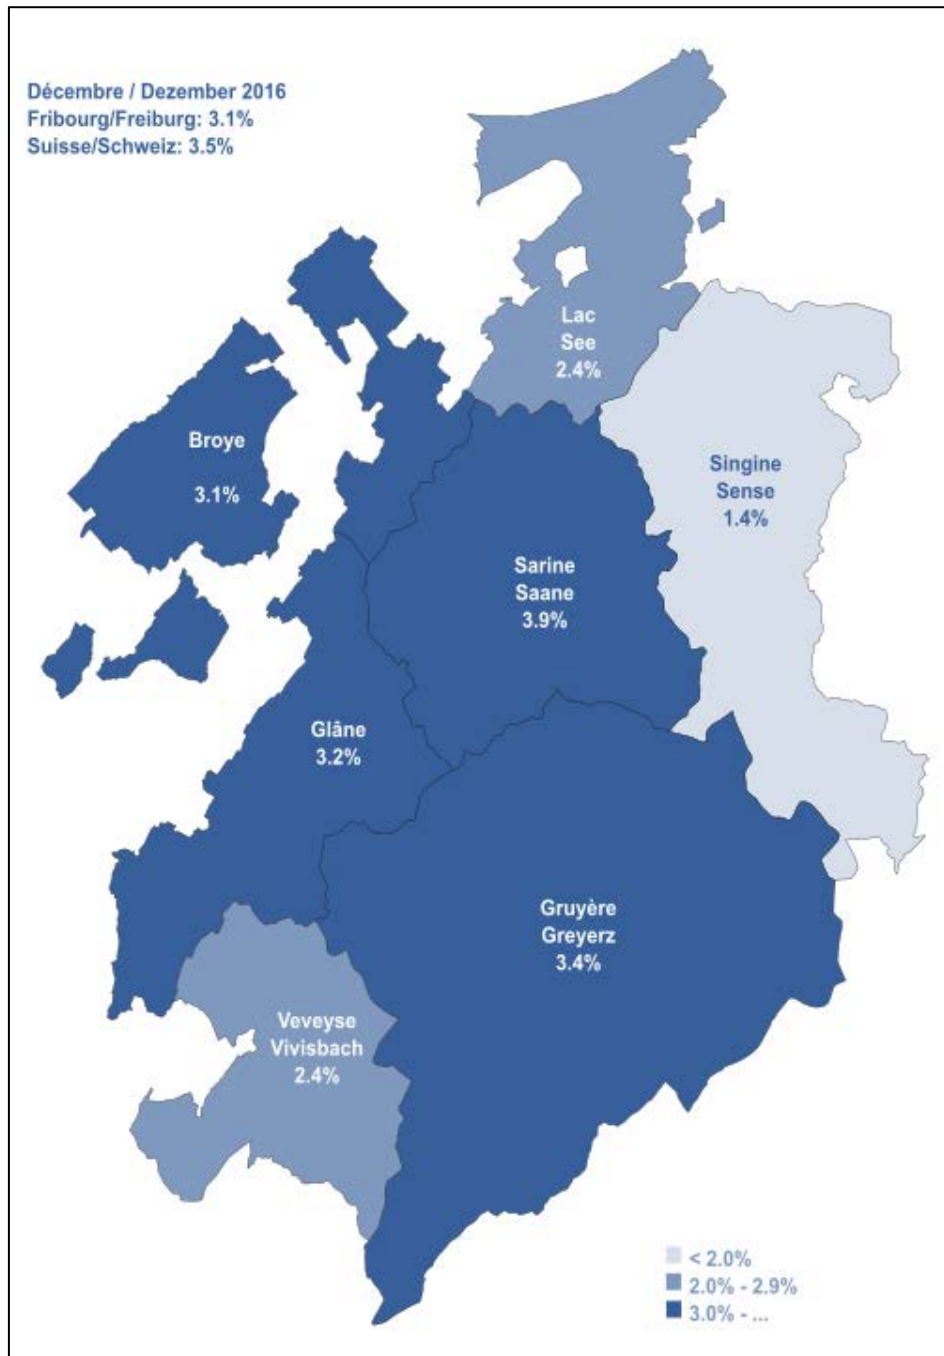 Décembre / Dezember 2016
Fribourg/Freiburg: 3.1%
Suisse/Schweiz: 3.5%
Lac
See
2.4%
Broye
3.1%
Singine
Sense
1.4%
Sarine
Saane
3.9%
Glâne
3.2%
Gruyère
Greyerz
3.4%
Veveyse
Vivisbach
2.4%
< 2.0%
2.0% - 2.9%
3.0% - ...